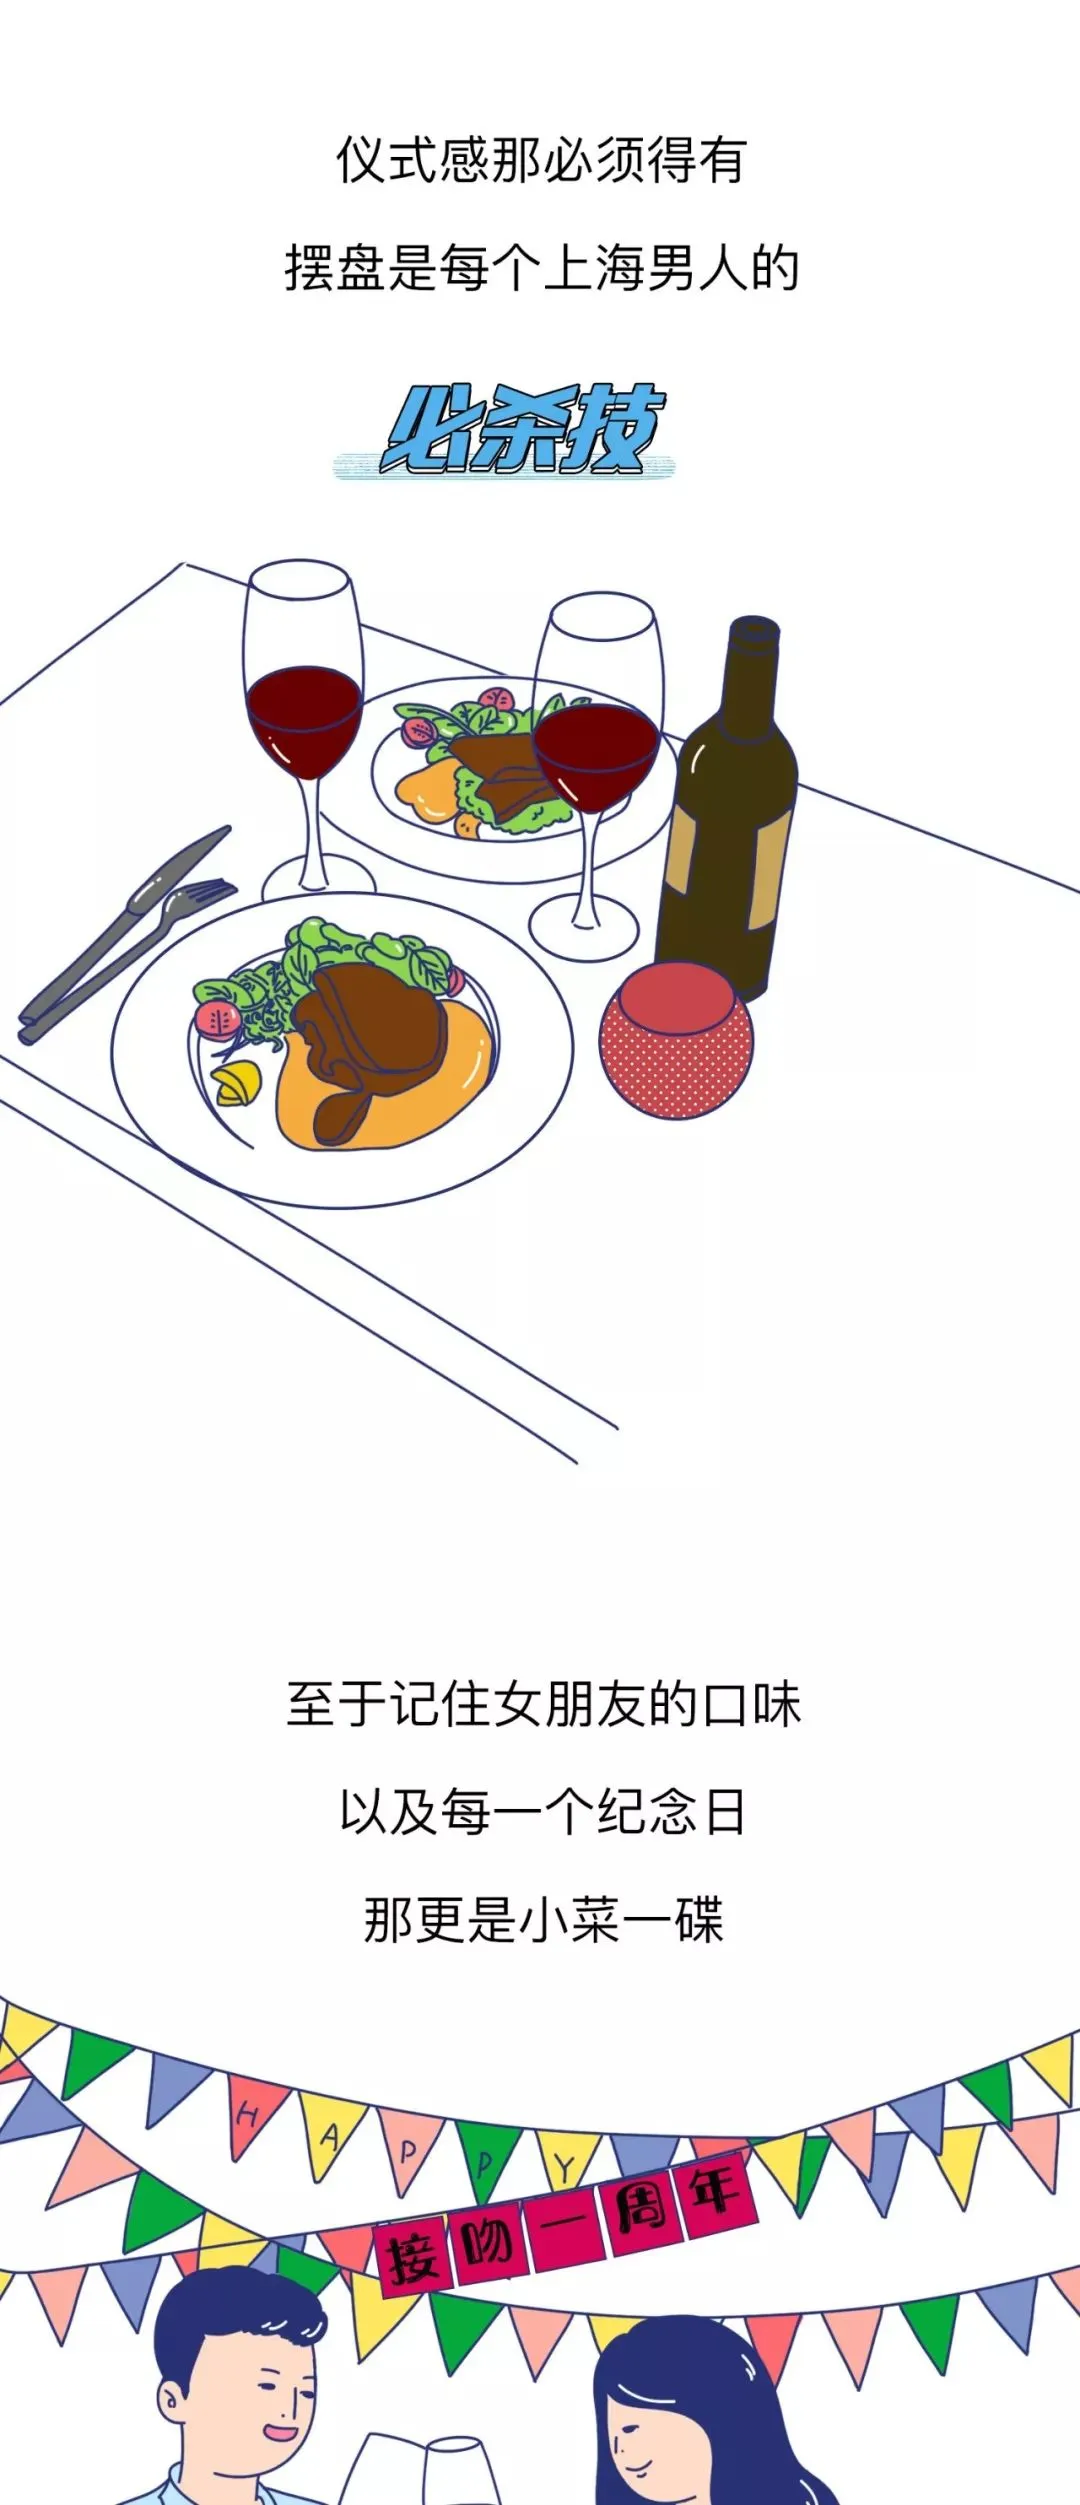 仪式感那必须得有
摆盘是每个上海男人的
必杀技
至于记住女朋友的口味
以及每一个纪念日
那更是小菜一碟
HAPPY
接吻一周年